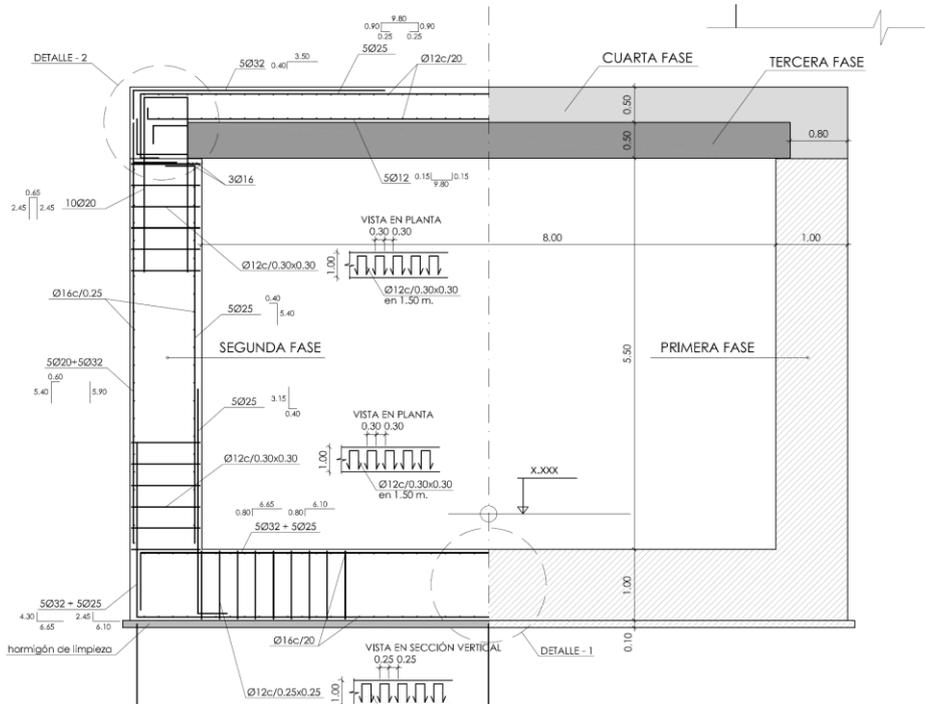 9.80
0.90 0.90
0.25 0.25
DETALLE - 2
5Ø32 0.40 3.50
5Ø25
Ø12c/20
CUARTA FASE
TERCERA FASE
0.50
0.50
0.80
3Ø16
5Ø12 0.15 0.15
9.80
0.65
2.45 2.45
10Ø20
VISTA EN PLANTA
0.30 0.30
8.00
1.00
1.00
Ø12c/0.30x0.30
Ø12c/0.30x0.30
en 1.50 m.
Ø16c/0.25
5Ø25
0.40
5.40
SEGUNDA FASE
5.50
PRIMERA FASE
5Ø20+5Ø32
0.60
5.40 5.90
5Ø25
3.15
0.40
VISTA EN PLANTA
0.30 0.30
1.00
Ø12c/0.30x0.30
Ø12c/0.30x0.30
en 1.50 m.
X.XXX
6.65 6.10
0.80 0.80
5Ø32 + 5Ø25
1.00
5Ø32 + 5Ø25
4.30 2.45
6.65 6.10
hormigón de limpieza
Ø16c/20
0.10
VISTA EN SECCIÓN VERTICAL
DETALLE - 1
0.25 0.25
Ø12c/0.25x0.25
1.00